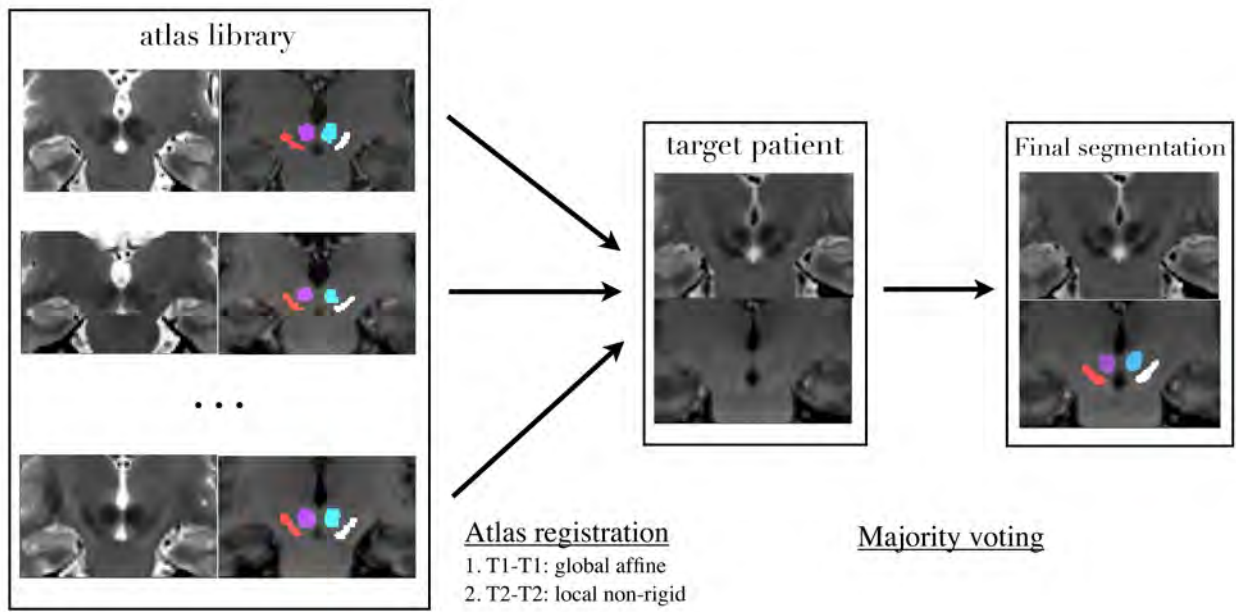 atlas library
target patient
Final segmentation
Atlas registration
1. T1-T1: global affine
2. T2-T2: local non-rigid
Majority voting